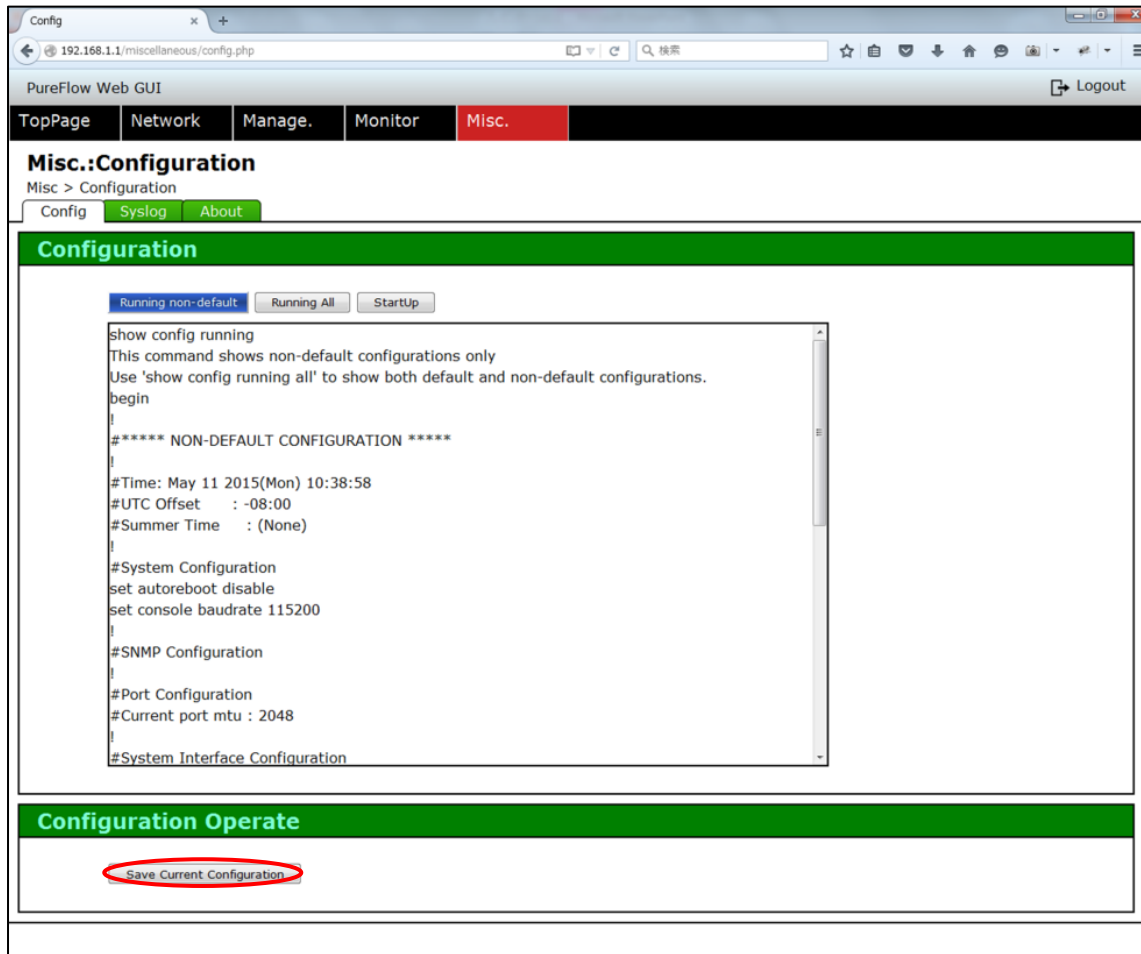 Config
192.168.1.1/miscellaneous/config.php
検索
PureFlow Web GUI
Logout
TopPage Network Manage. Monitor Misc.
Misc.:Configuration
Misc > Configuration
Config Syslog About
Configuration
Running non-default Running All StartUp
show config running
This command shows non-default configurations only
Use 'show config running all' to show both default and non-default configurations.
begin
!
#***** NON-DEFAULT CONFIGURATION *****
!
#Time: May 11 2015(Mon) 10:38:58
#UTC Offset : -08:00
#Summer Time : (None)
!
#System Configuration
set autoreboot disable
set console baudrate 115200
!
#SNMP Configuration
!
#Port Configuration
#Current port mtu : 2048
!
#System Interface Configuration
Configuration Operate
Save Current Configuration